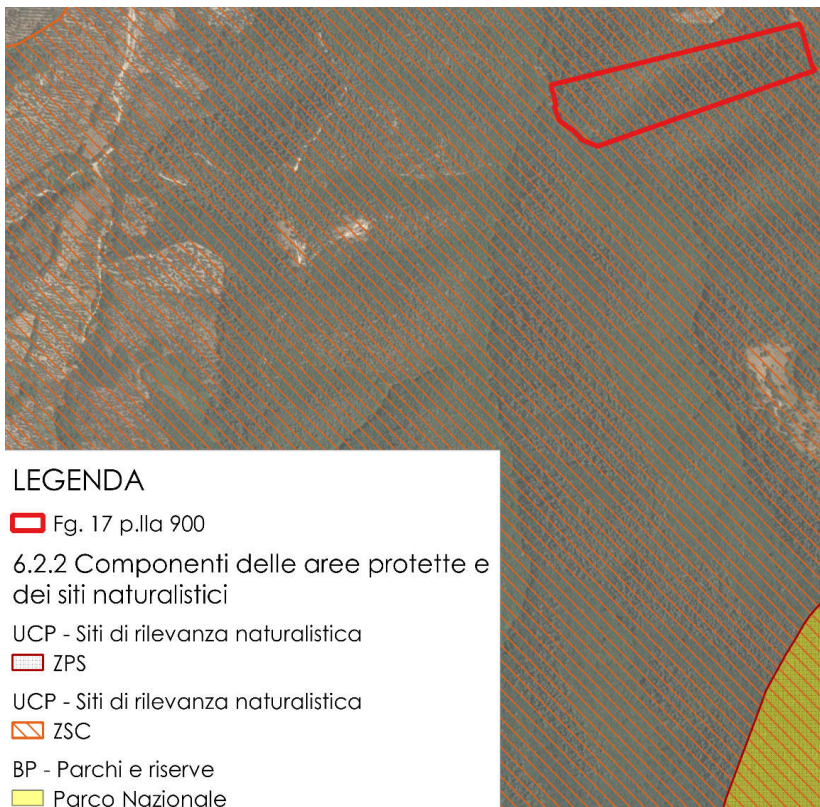 LEGENDA
Fg. 17 p.lla 900
6.2.2 Componenti delle aree protette e
dei siti naturalistici
UCP - Siti di rilevanza naturalistica
ZPS
UCP - Siti di rilevanza naturalistica
ZSC
BP - Parchi e riserve
Parco Nazionale